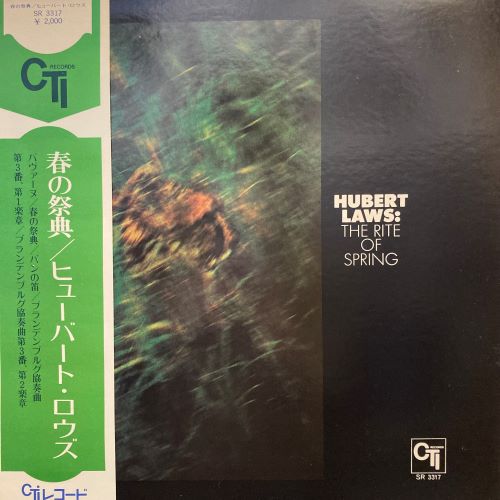 春の祭典/ヒューバート・ロウズ
SR 3317
¥ 2,000
CTI
RECORDS
春の祭典/ヒューバート・ロウズ
パヴァーヌ/春の祭典/パンの笛/ブランデンブルグ協奏曲
第3番、第1楽章/ブランデンブルグ協奏曲第3番、第2楽章
CTIレコード
HUBERT
LAWS:
THE RITE
OF
SPRING
CTI
RECORDS
SR 3317